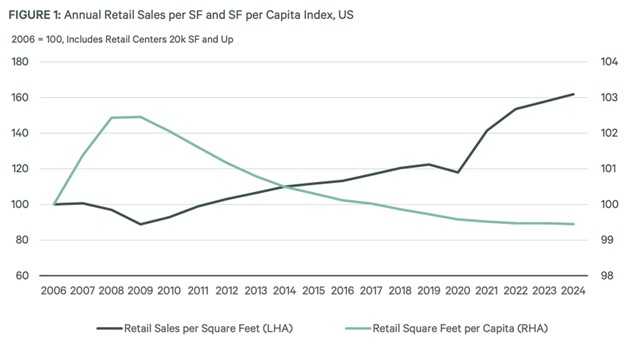 FIGURE 1: Annual Retail Sales per SF and SF per Capita Index, US
2006 = 100, Includes Retail Centers 20k SF and Up
180 104
160 103
140 102
120 101
100 100
80 99
60 98
2006 2007 2008 2009 2010 2011 2012 2013 2014 2015 2016 2017 2018 2019 2020 2021 2022 2023 2024
Retail Sales per Square Feet (LHA) Retail Square Feet per Capita (RHA)